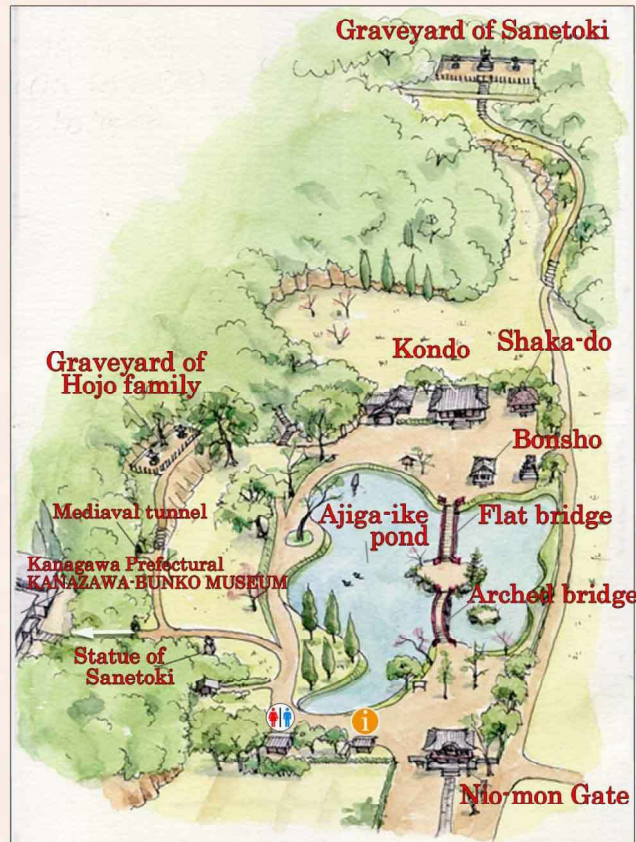 Graveyard of Sanetoki
Kondo
Shaka-do
Graveyard of
Hojo family
Bonsho
Mediaval tunnel
Ajiga-ike
pond
Flat bridge
Kanagawa Prefectural
KANAZAWA-BUNKO MUSEUM
Arched bridge
Statue of
Sanetoki
i
Nio-mon Gate